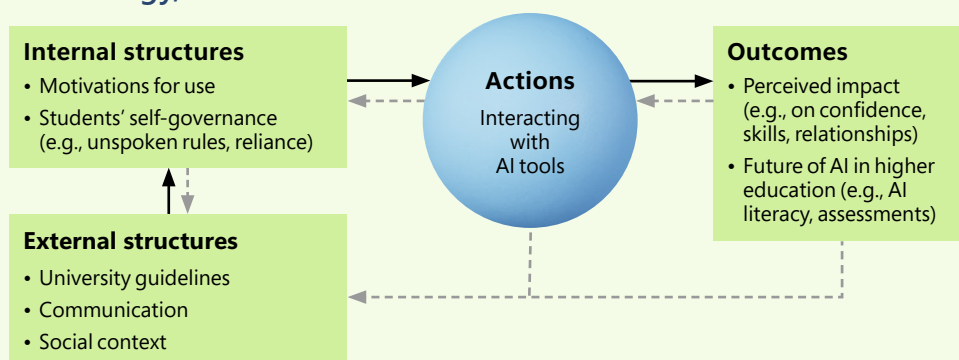 Internal structures
• Motivations for use
• Students’ self-governance
(e.g., unspoken rules, reliance)
External structures
• University guidelines
• Communication
• Social context
Actions
Interacting
with
AI tools
Outcomes
• Perceived impact
(e.g., on confidence,
skills, relationships)
• Future of AI in higher
education (e.g., AI
literacy, assessments)